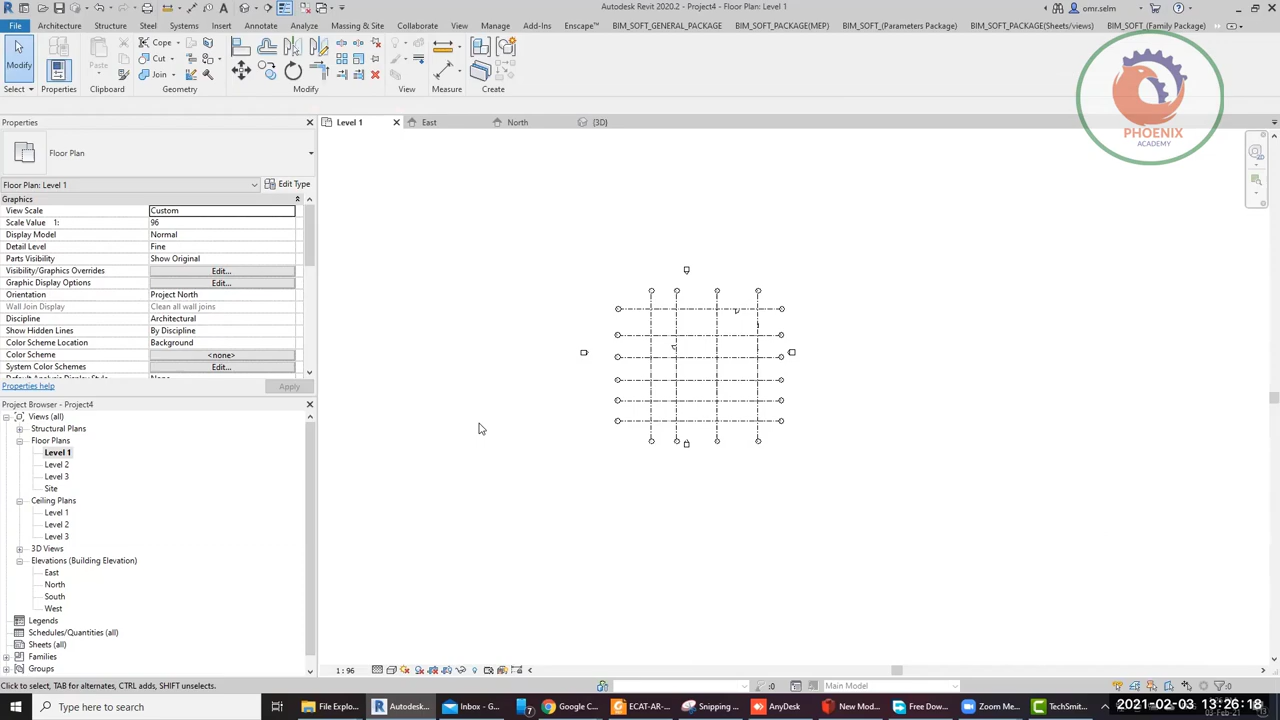 Autodesk Revit 2020.2 - Project4 - Floor Plan: Level 1
omr.selm
File Architecture Structure Steel Systems Insert Annotate Analyze Massing & Site Collaborate View Manage Add-Ins Enscape™ BIM_SOFT_GENERAL_PACKAGE BIM_SOFT_PACKAGE(MEP) BIM_SOFT_(Parameters Package) BIM_SOFT_PACKAGE(Sheets/views) BIM_SOFT_(Family Package)
Modify
Paste
Cope
Cut
Join
Select Properties Clipboard Geometry Modify View Measure Create
PHOENIX
ACADEMY
Properties
Level 1 East North {3D}
Floor Plan
Floor Plan: Level 1 Edit Type
Graphics
View Scale Custom
Scale Value 1: 96
Display Model Normal
Detail Level Fine
Parts Visibility Show Original
Visibility/Graphics Overrides Edit...
Graphic Display Options Edit...
Orientation Project North
Wall Join Display Clean all wall joins
Discipline Architectural
Show Hidden Lines By Discipline
Color Scheme Location Background
Color Scheme <none>
System Color Schemes Edit...
Default Analysis Display Style None
Properties help Apply
Project Browser - Project4
Views (all)
Structural Plans
Floor Plans
Level 1
Level 2
Level 3
Site
Ceiling Plans
Level 1
Level 2
Level 3
3D Views
Elevations (Building Elevation)
East
North
South
West
Legends
Schedules/Quantities (all)
Sheets (all)
Families
Groups
1 : 96
Click to select, TAB for alternates, CTRL adds, SHIFT unselects.
:0 Main Model :0
Type here to search
File Explo... Autodes... Inbox - G... Google C... ECAT-AR-... Snipping ... AnyDesk New Mod... Free Dow... Zoom Me... TechSmit...
2021-02-03 13:26:18
03-Feb-21